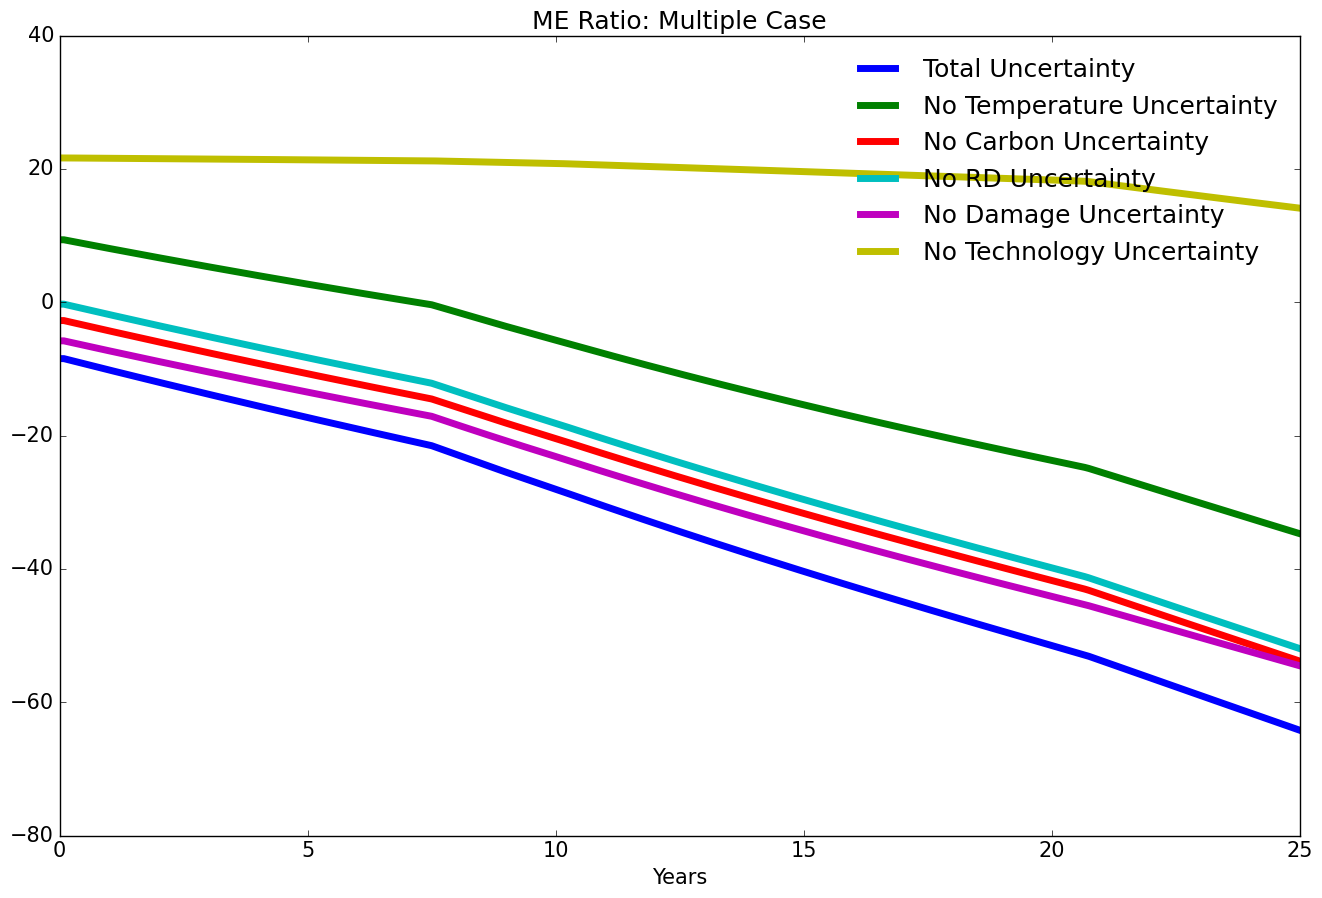 ME Ratio: Multiple Case
40
20
0
−20
−40
−60
−80
Total Uncertainty
No Temperature Uncertainty
No Carbon Uncertainty
No RD Uncertainty
No Damage Uncertainty
No Technology Uncertainty
0 5 10 15 20 25
Years